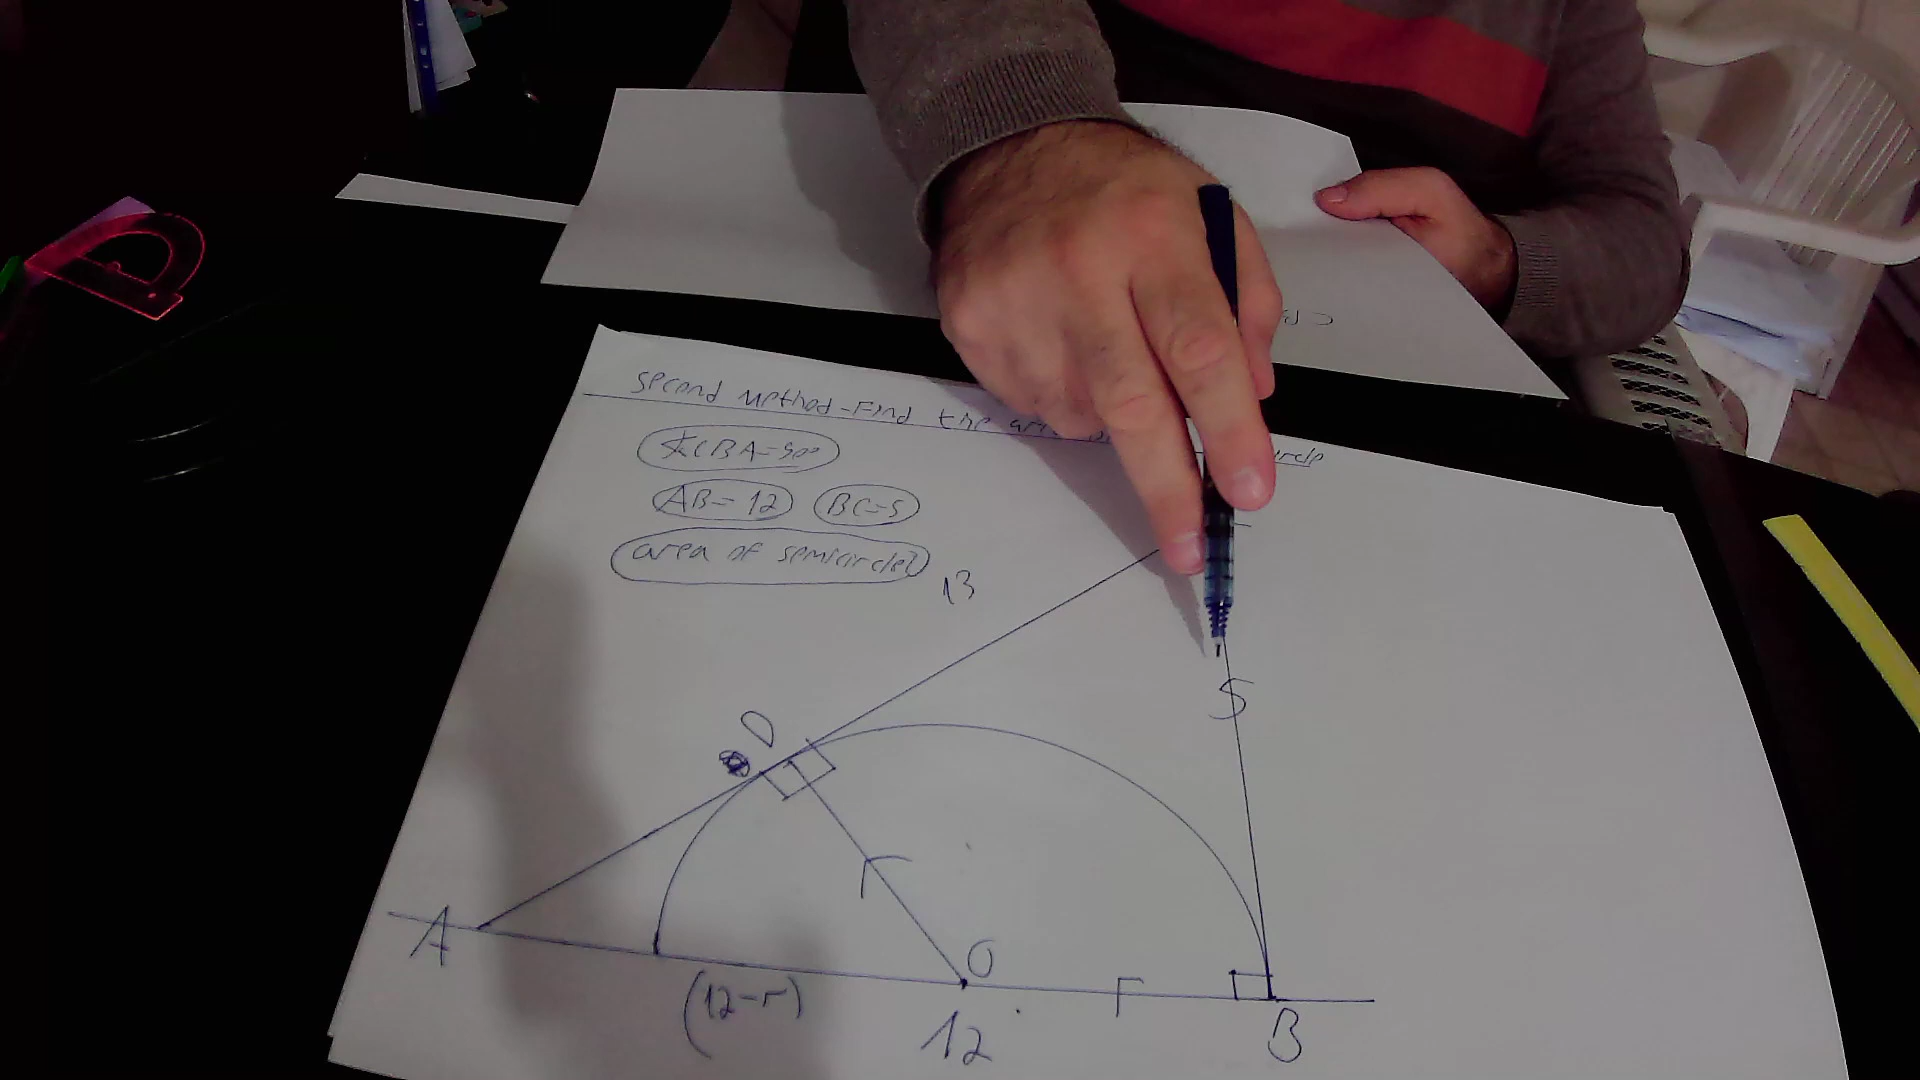 second method-Find the
∢CBA=90°
AB=12 BC=5
area of semicircle?
13
5
D
r
A
O
(12-r)
r
12
B